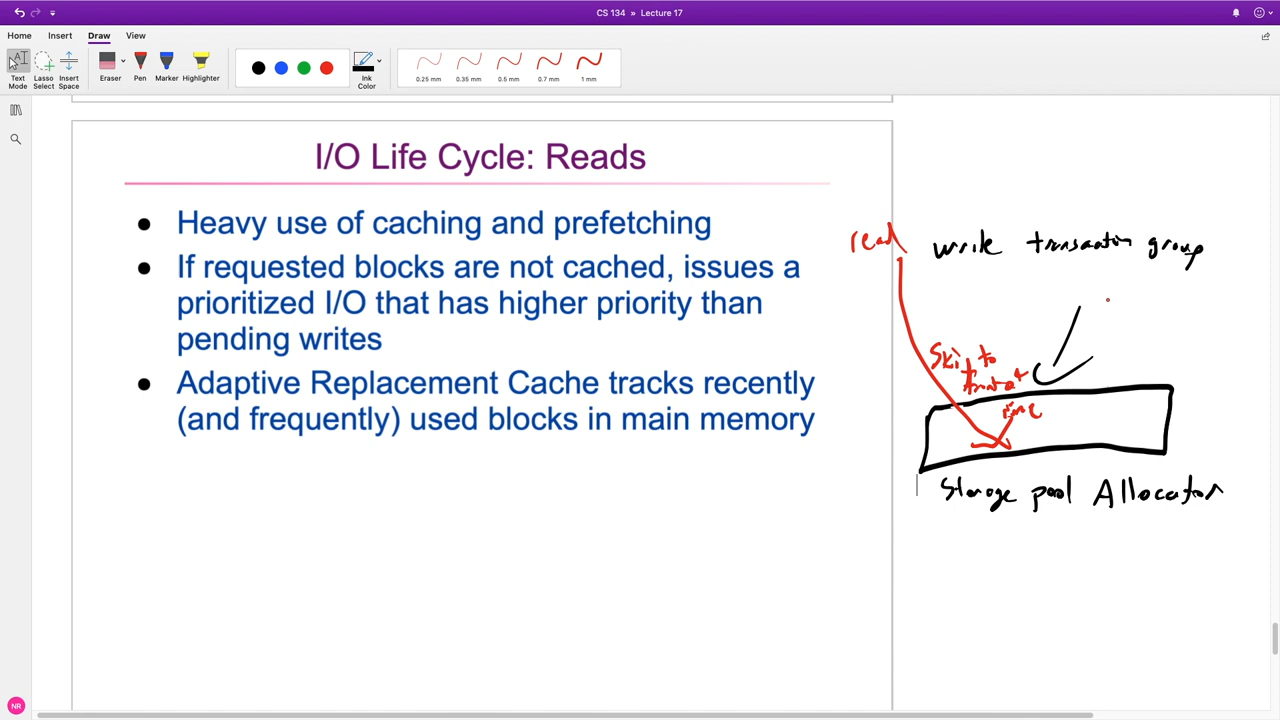 CS 134 » Lecture 17
Home Insert Draw View
Text Mode
Lasso Select
Insert Space
Eraser
Pen
Marker
Highlighter
Ink Color
0.25 mm
0.35 mm
0.5 mm
0.7 mm
1 mm
I/O Life Cycle: Reads
● Heavy use of caching and prefetching
● If requested blocks are not cached, issues a
prioritized I/O that has higher priority than
pending writes
● Adaptive Replacement Cache tracks recently
(and frequently) used blocks in main memory
read
write transaction group
to
line
Storage pool Allocator
NR